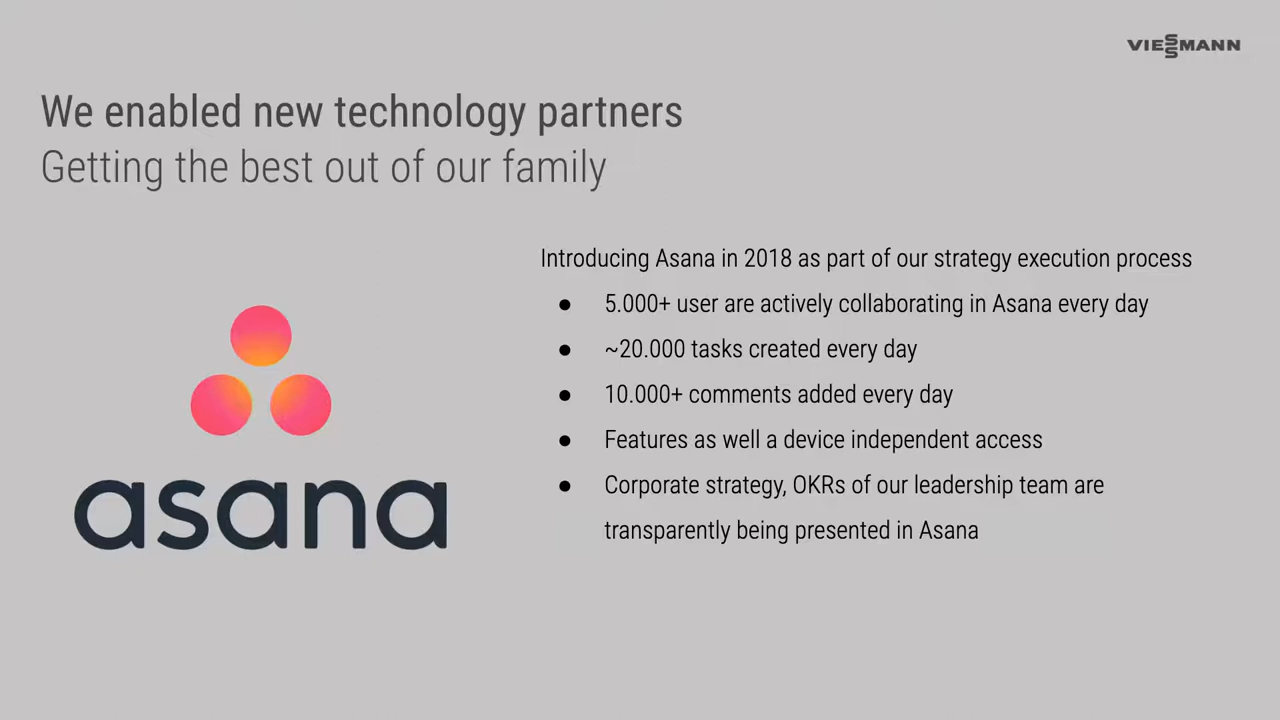 VIESSMANN
We enabled new technology partners
Getting the best out of our family
Introducing Asana in 2018 as part of our strategy execution process
● 5.000+ user are actively collaborating in Asana every day
● ~20.000 tasks created every day
● 10.000+ comments added every day
● Features as well a device independent access
● Corporate strategy, OKRs of our leadership team are
transparently being presented in Asana
asana